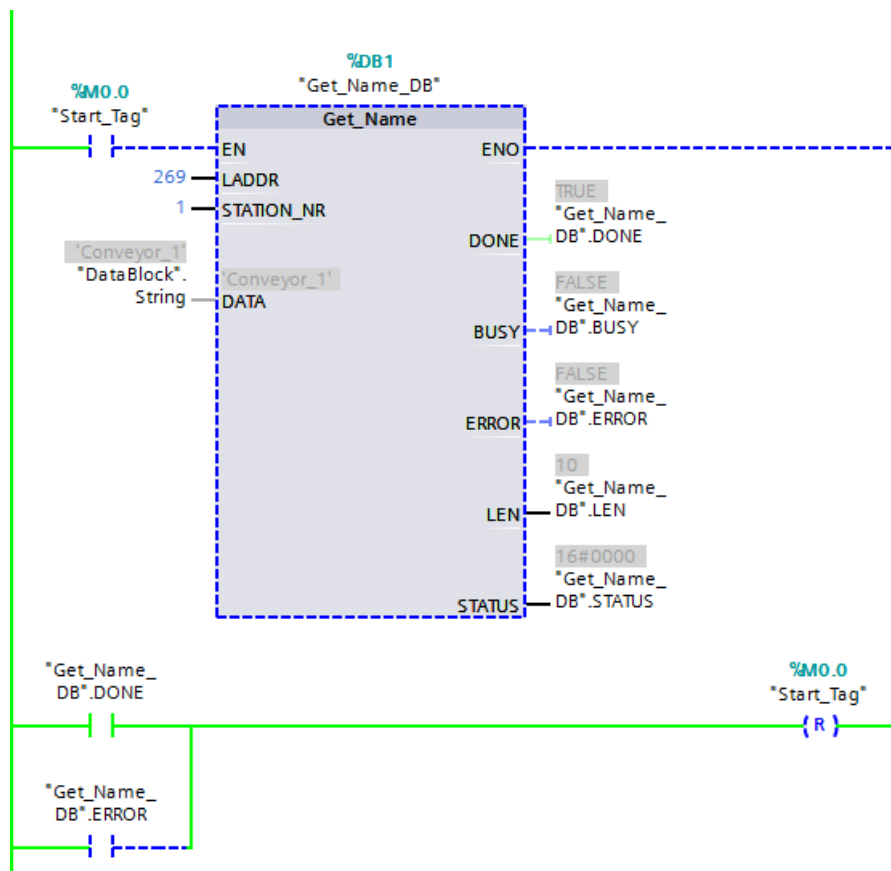 %DB1
"Get_Name_DB"
%M0.0
"Start_Tag"
Get_Name
EN
ENO
269
LADDR
1
STATION_NR
TRUE
"Get_Name_
DB".DONE
DONE
'Conveyor_1'
"DataBlock".
String
'Conveyor_1'
DATA
FALSE
"Get_Name_
DB".BUSY
BUSY
FALSE
"Get_Name_
DB".ERROR
ERROR
10
"Get_Name_
DB".LEN
LEN
16#0000
"Get_Name_
DB".STATUS
STATUS
"Get_Name_
DB".DONE
%M0.0
"Start_Tag"
R
"Get_Name_
DB".ERROR